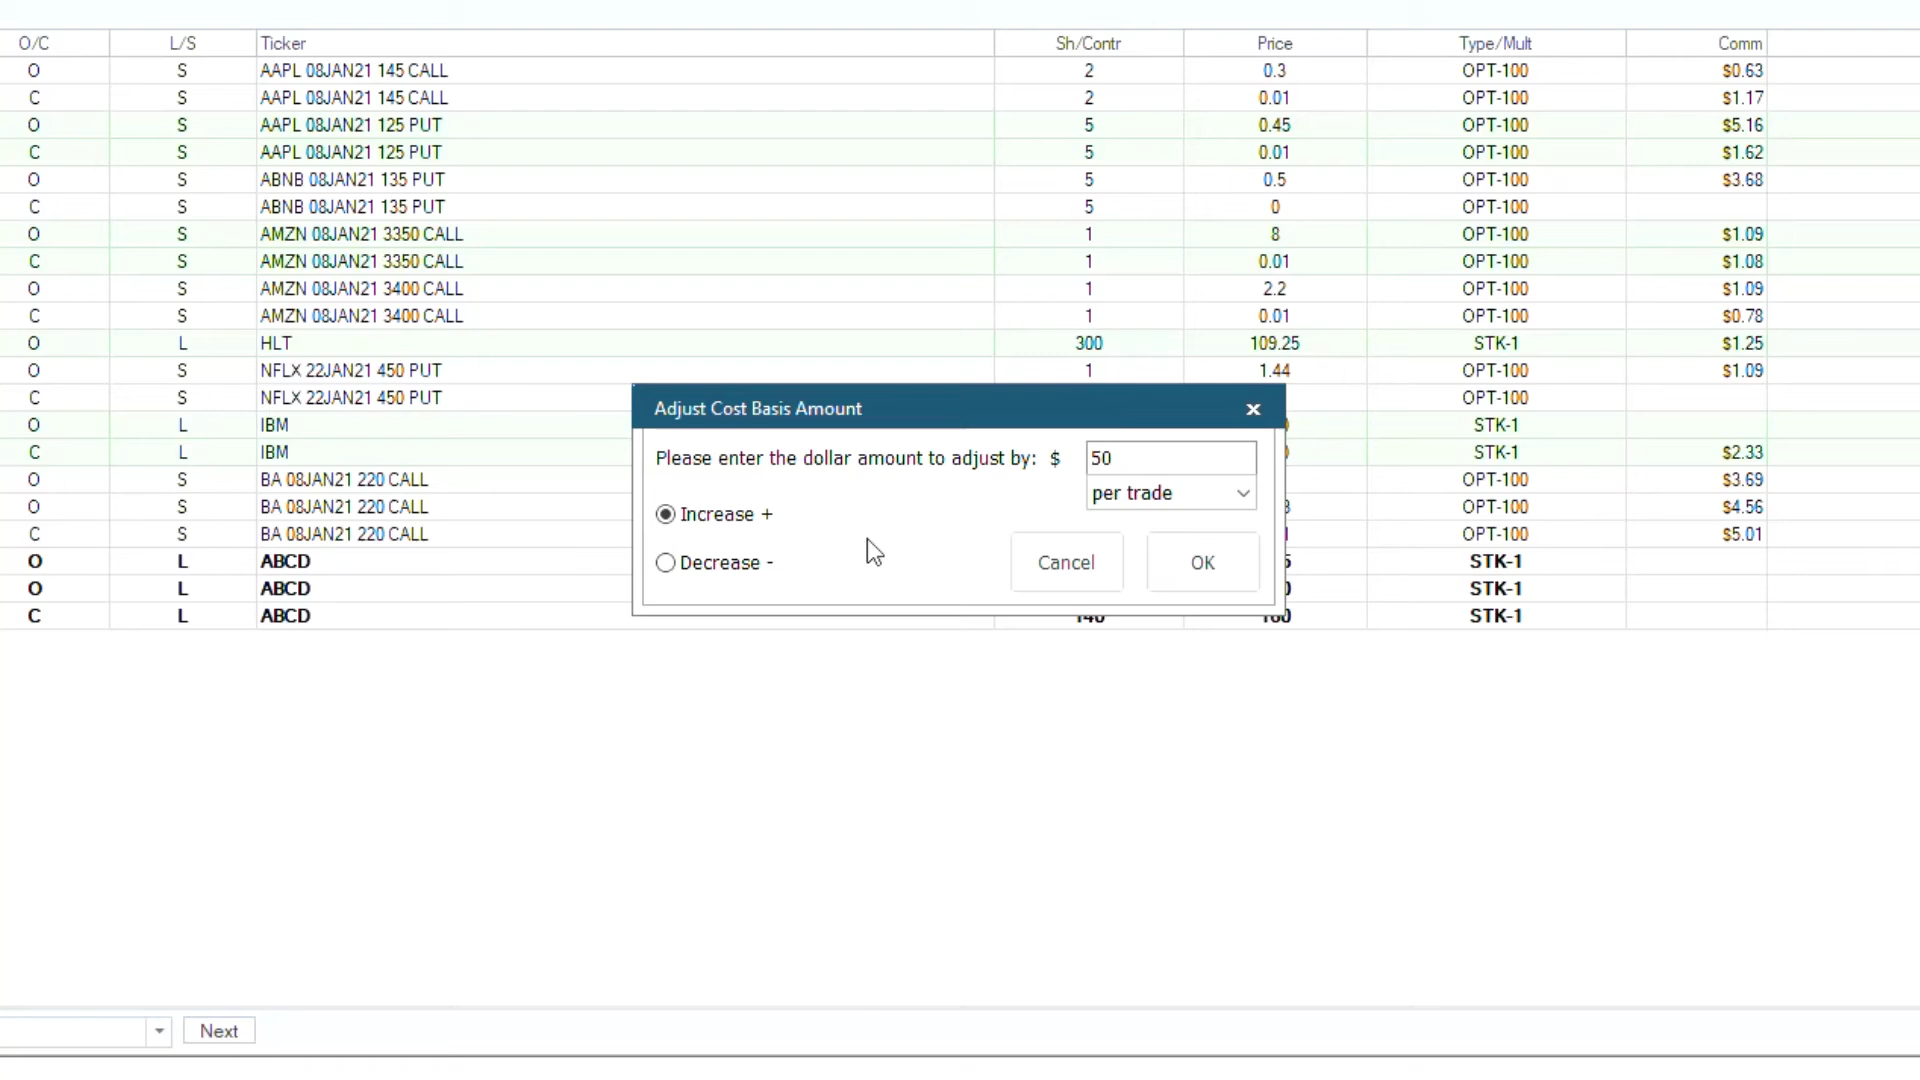 O/C L/S Ticker Sh/Contr Price Type/Mult Comm
O S AAPL 08JAN21 145 CALL 2 0.3 OPT-100 $0.63
C S AAPL 08JAN21 145 CALL 2 0.01 OPT-100 $1.17
O S AAPL 08JAN21 125 PUT 5 0.45 OPT-100 $5.16
C S AAPL 08JAN21 125 PUT 5 0.01 OPT-100 $1.62
O S ABNB 08JAN21 135 PUT 5 0.5 OPT-100 $3.68
C S ABNB 08JAN21 135 PUT 5 0 OPT-100
O S AMZN 08JAN21 3350 CALL 1 8 OPT-100 $1.09
C S AMZN 08JAN21 3350 CALL 1 0.01 OPT-100 $1.08
O S AMZN 08JAN21 3400 CALL 1 2.2 OPT-100 $1.09
C S AMZN 08JAN21 3400 CALL 1 0.01 OPT-100 $0.78
O L HLT 300 109.25 STK-1 $1.25
O S NFLX 22JAN21 450 PUT 1 1.44 OPT-100 $1.09
C S NFLX 22JAN21 450 PUT OPT-100
O L IBM STK-1
C L IBM STK-1 $2.33
O S BA 08JAN21 220 CALL OPT-100 $3.69
O S BA 08JAN21 220 CALL OPT-100 $4.56
C S BA 08JAN21 220 CALL OPT-100 $5.01
O L ABCD STK-1
O L ABCD STK-1
C L ABCD STK-1
Adjust Cost Basis Amount
Please enter the dollar amount to adjust by: $ 50
per trade
Increase +
Decrease -
Cancel OK
Next